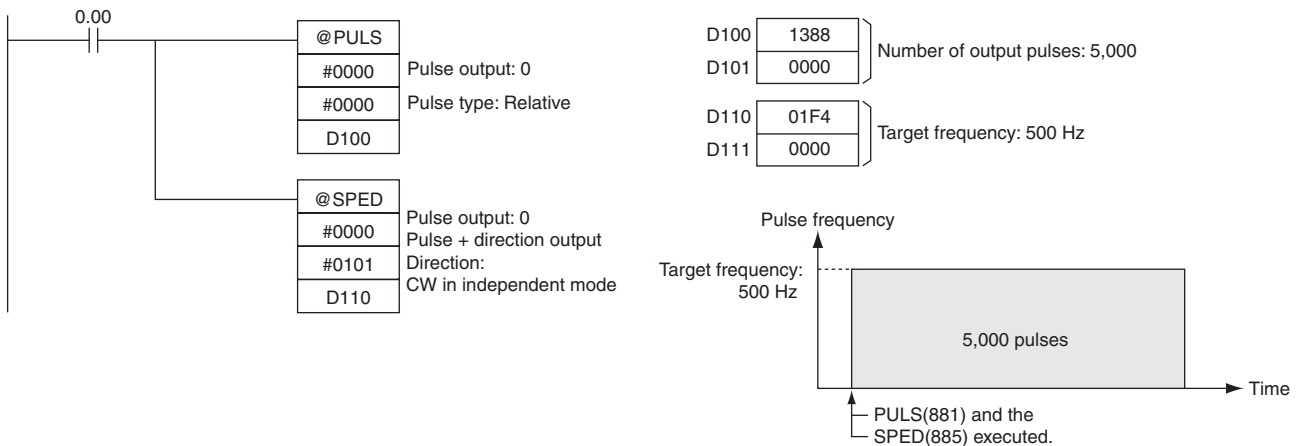 0.00
@PULS
#0000 Pulse output: 0
#0000 Pulse type: Relative
D100
@SPED
#0000
#0101
D110
Pulse output: 0
Pulse + direction output
Direction:
CW in independent mode
D100 1388
D101 0000
Number of output pulses: 5,000
D110 01F4
D111 0000
Target frequency: 500 Hz
Pulse frequency
Target frequency:
500 Hz
5,000 pulses
Time
PULS(881) and the
SPED(885) executed.